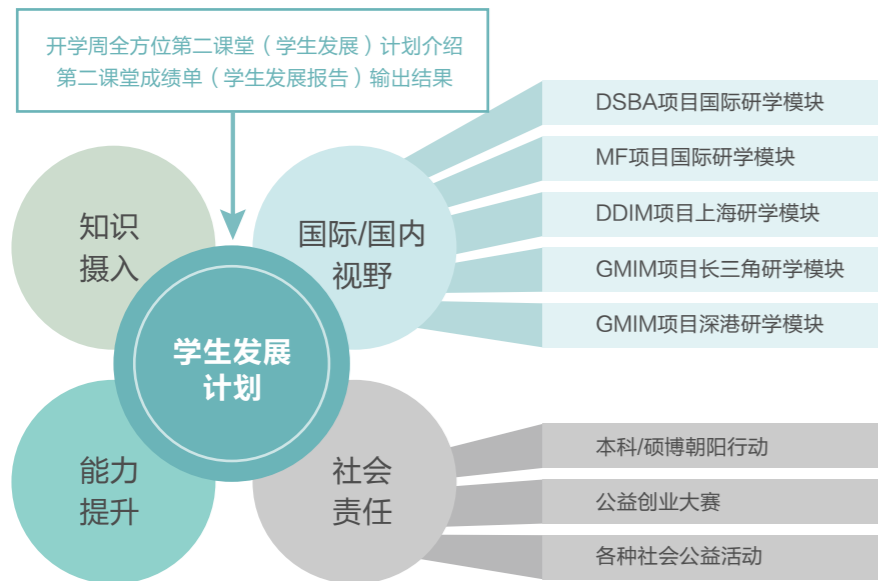 开学周全方位第二课堂（学生发展）计划介绍
第二课堂成绩单（学生发展报告）输出结果
知识
摄入
国际/国内
视野
学生发展
计划
能力
提升
社会
责任
DSBA项目国际研学模块
MF项目国际研学模块
DDIM项目上海研学模块
GMIM项目长三角研学模块
GMIM项目深港研学模块
本科/硕博朝阳行动
公益创业大赛
各种社会公益活动